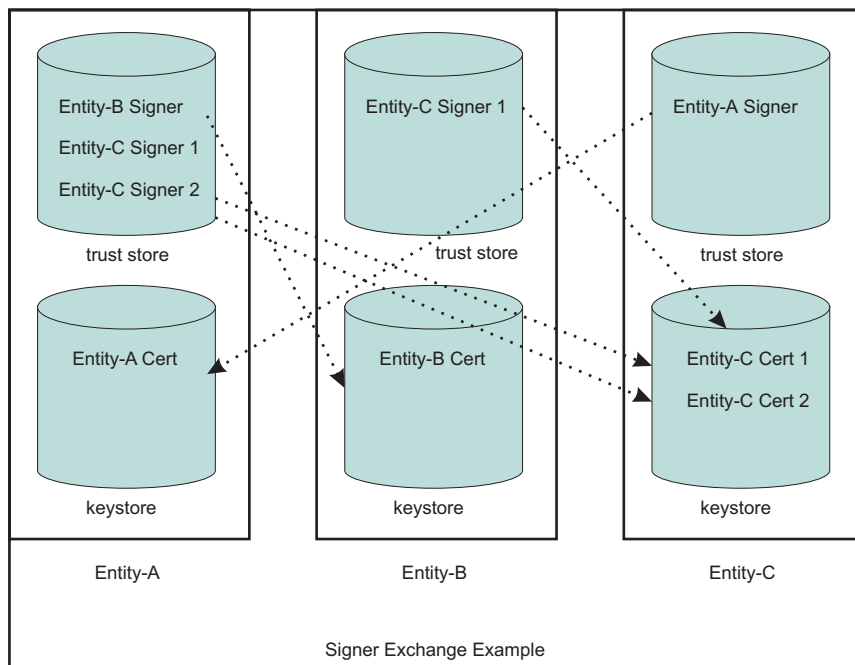 Entity-B Signer
Entity-C Signer 1
Entity-C Signer 2
trust store
Entity-A Cert
keystore
Entity-A
Entity-C Signer 1
trust store
Entity-B Cert
keystore
Entity-B
Entity-A Signer
trust store
Entity-C Cert 1
Entity-C Cert 2
keystore
Entity-C
Signer Exchange Example